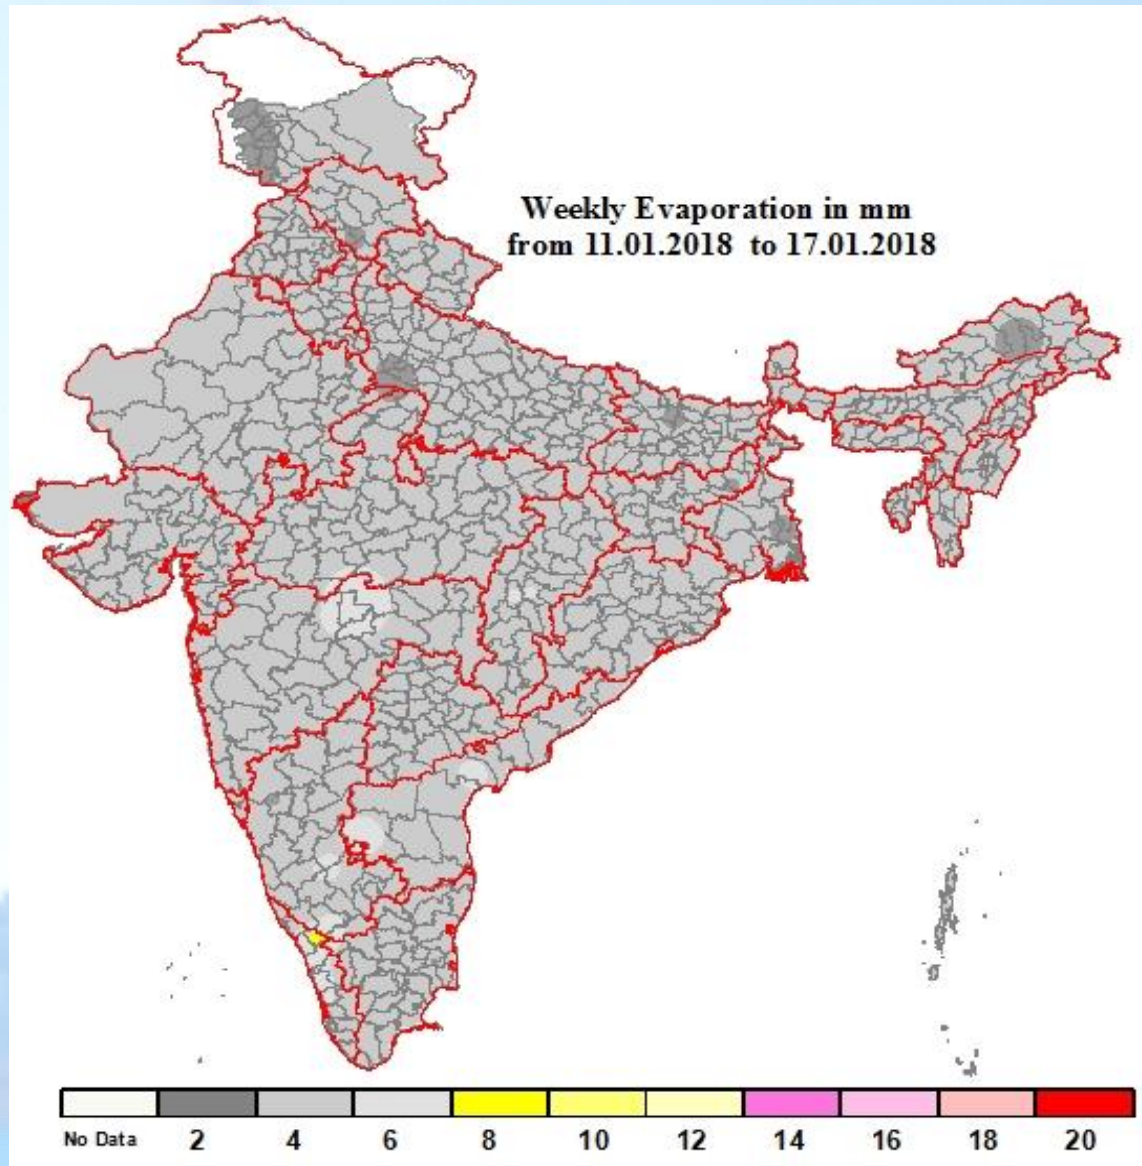 Weekly Evaporation in mm
from 11.01.2018 to 17.01.2018
No Data 2 4 6 8 10 12 14 16 18 20